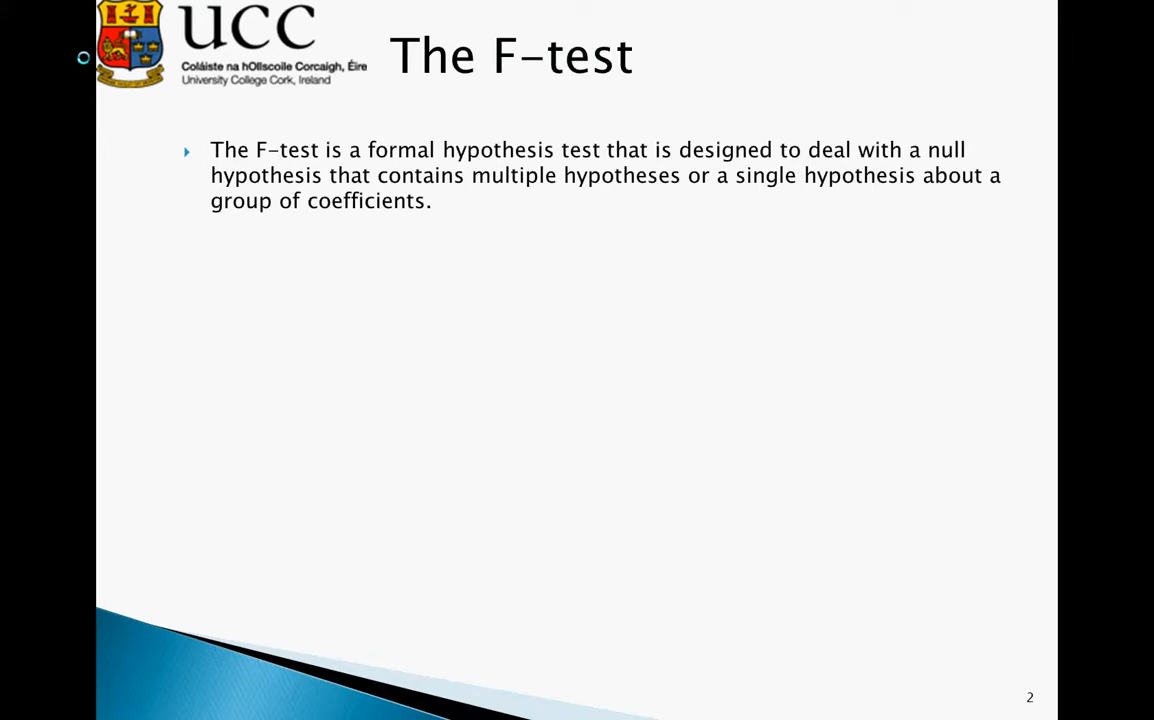 ucc
Coláiste na hOllscoile Corcaigh, Éire
University College Cork, Ireland
The F-test
The F-test is a formal hypothesis test that is designed to deal with a null
hypothesis that contains multiple hypotheses or a single hypothesis about a
group of coefficients.
2